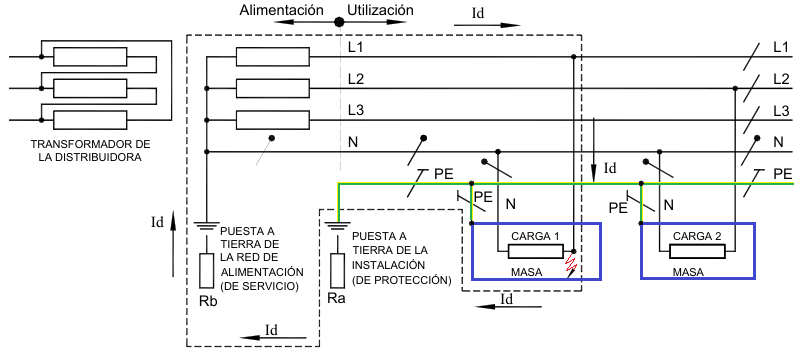 Alimentación
Utilización
Id
L1
L1
L2
L2
L3
L3
TRANSFORMADOR DE
LA DISTRIBUIDORA
N
N
Id
PE
PE
PE
N
PE
N
Id
PUESTA A
TIERRA DE
LA RED DE
ALIMENTACIÓN
(DE SERVICIO)
Rb
PUESTA A
TIERRA DE LA
INSTALACIÓN
(DE PROTECCIÓN)
Ra
CARGA 1
MASA
CARGA 2
MASA
Id
Id